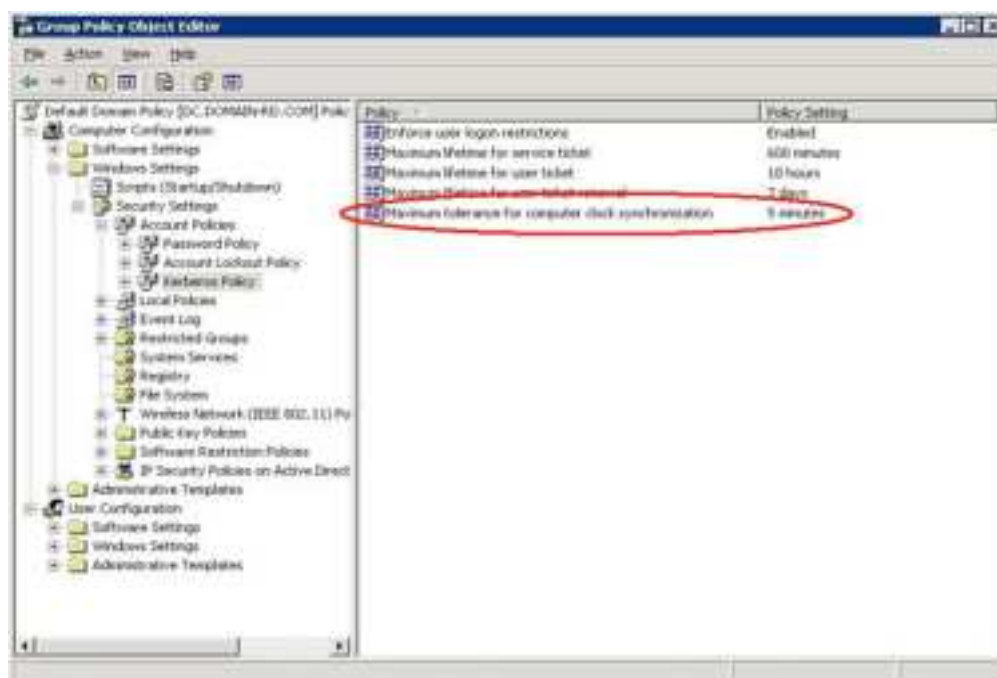 Group Policy Object Editor
File Action View Help
Default Domain Policy [DC.DOMAIN-RD.COM] Polic
Computer Configuration
Software Settings
Windows Settings
Scripts (Startup/Shutdown)
Security Settings
Account Policies
Password Policy
Account Lockout Policy
Kerberos Policy
Local Policies
Event Log
Restricted Groups
System Services
Registry
File System
Wireless Network (IEEE 802.11) Po
Public Key Policies
Software Restriction Policies
IP Security Policies on Active Direct
Administrative Templates
User Configuration
Software Settings
Windows Settings
Administrative Templates
Policy Policy Setting
Enforce user logon restrictions Enabled
Maximum lifetime for service ticket 600 minutes
Maximum lifetime for user ticket 10 hours
Maximum lifetime for user ticket renewal 7 days
Maximum tolerance for computer clock synchronization 5 minutes